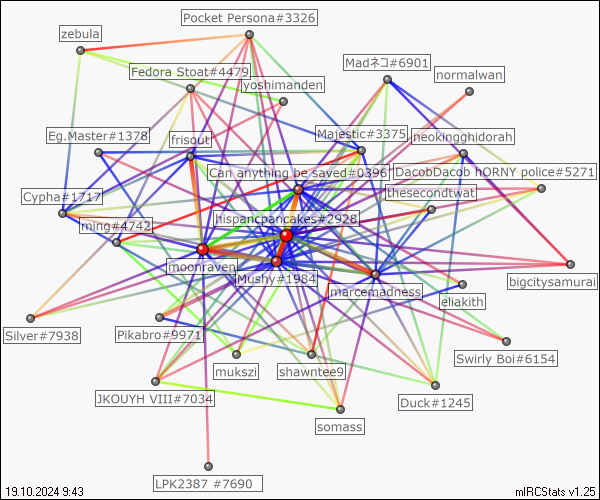 Pocket Persona#3326
zebula
Madネコ#6901
Fedora Stoat#4479
normalwan
yoshimanden
Eg.Master#1378
frisout
Majestic#3375
neokingghidorah
Can anything be saved#0396
DacobDacob hORNY police#5271
Cypha#1717
thesecondtwat
ming#4742
hispancpancakes#2928
moonraven
Mushy#1984
marcemadness
eliakith
bigcitysamurai
Silver#7938
Pikabro#9971
Swirly Boi#6154
mukszi
shawntee9
JKOUYH VIII#7034
Duck#1245
somass
LPK2387 #7690
19.10.2024 9:43
mIRCStats v1.25